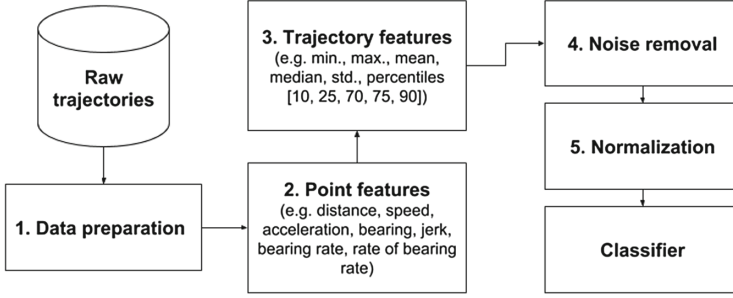 Raw
trajectories
1. Data preparation
2. Point features
(e.g. distance, speed,
acceleration, bearing, jerk,
bearing rate, rate of bearing
rate)
3. Trajectory features
(e.g. min., max., mean,
median, std., percentiles
[10, 25, 70, 75, 90])
4. Noise removal
5. Normalization
Classifier